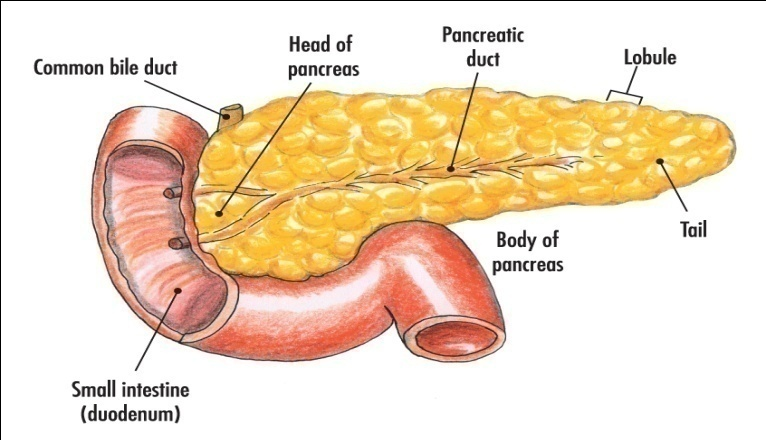 Common bile duct
Head of
pancreas
Pancreatic
duct
Lobule
Tail
Body of
pancreas
Small intestine
(duodenum)